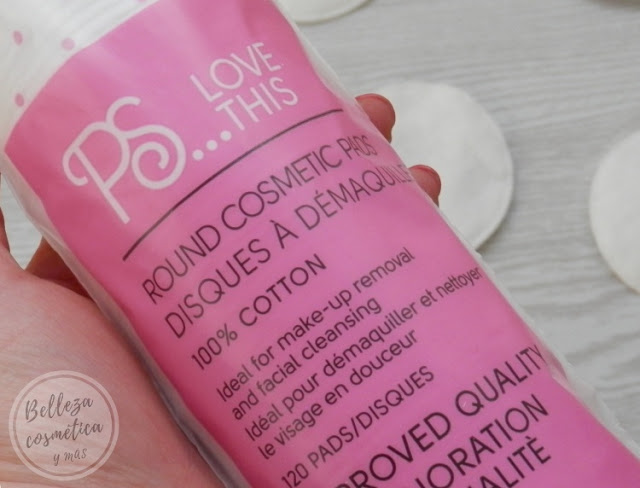 PS...
LOVE
THIS
ROUND COSMETIC PADS
DISQUES À
100% COTTON
Ideal for make-up removal
and facial cleansing
Idéal pour démaquiller et nettoyer
le visage en douceur
120 PADS/DISQUES
QUALITY
Belleza
cosmética
y más